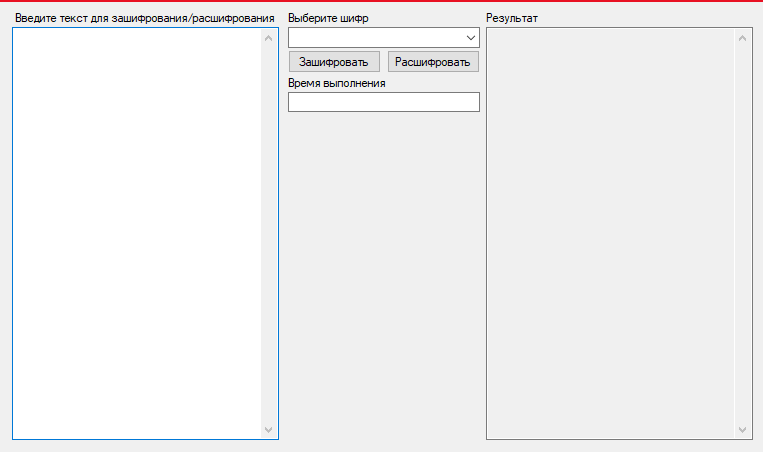 Введите текст для зашифрования/расшифрования
Выберите шифр
Результат
Зашифровать
Расшифровать
Время выполнения